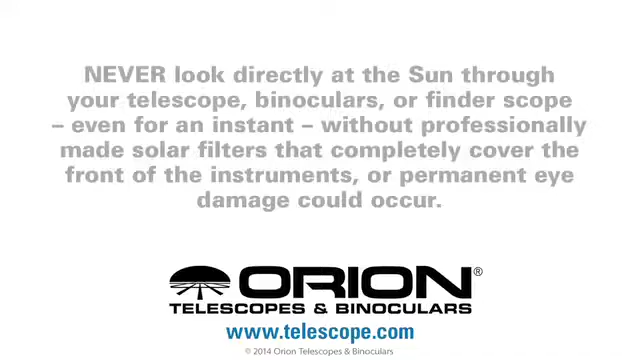 NEVER look directly at the Sun through
your telescope, binoculars, or finder scope
– even for an instant – without professionally
made solar filters that completely cover the
front of the instruments, or permanent eye
damage could occur.
ORION®
TELESCOPES & BINOCULARS
www.telescope.com
© 2014 Orion Telescopes & Binoculars